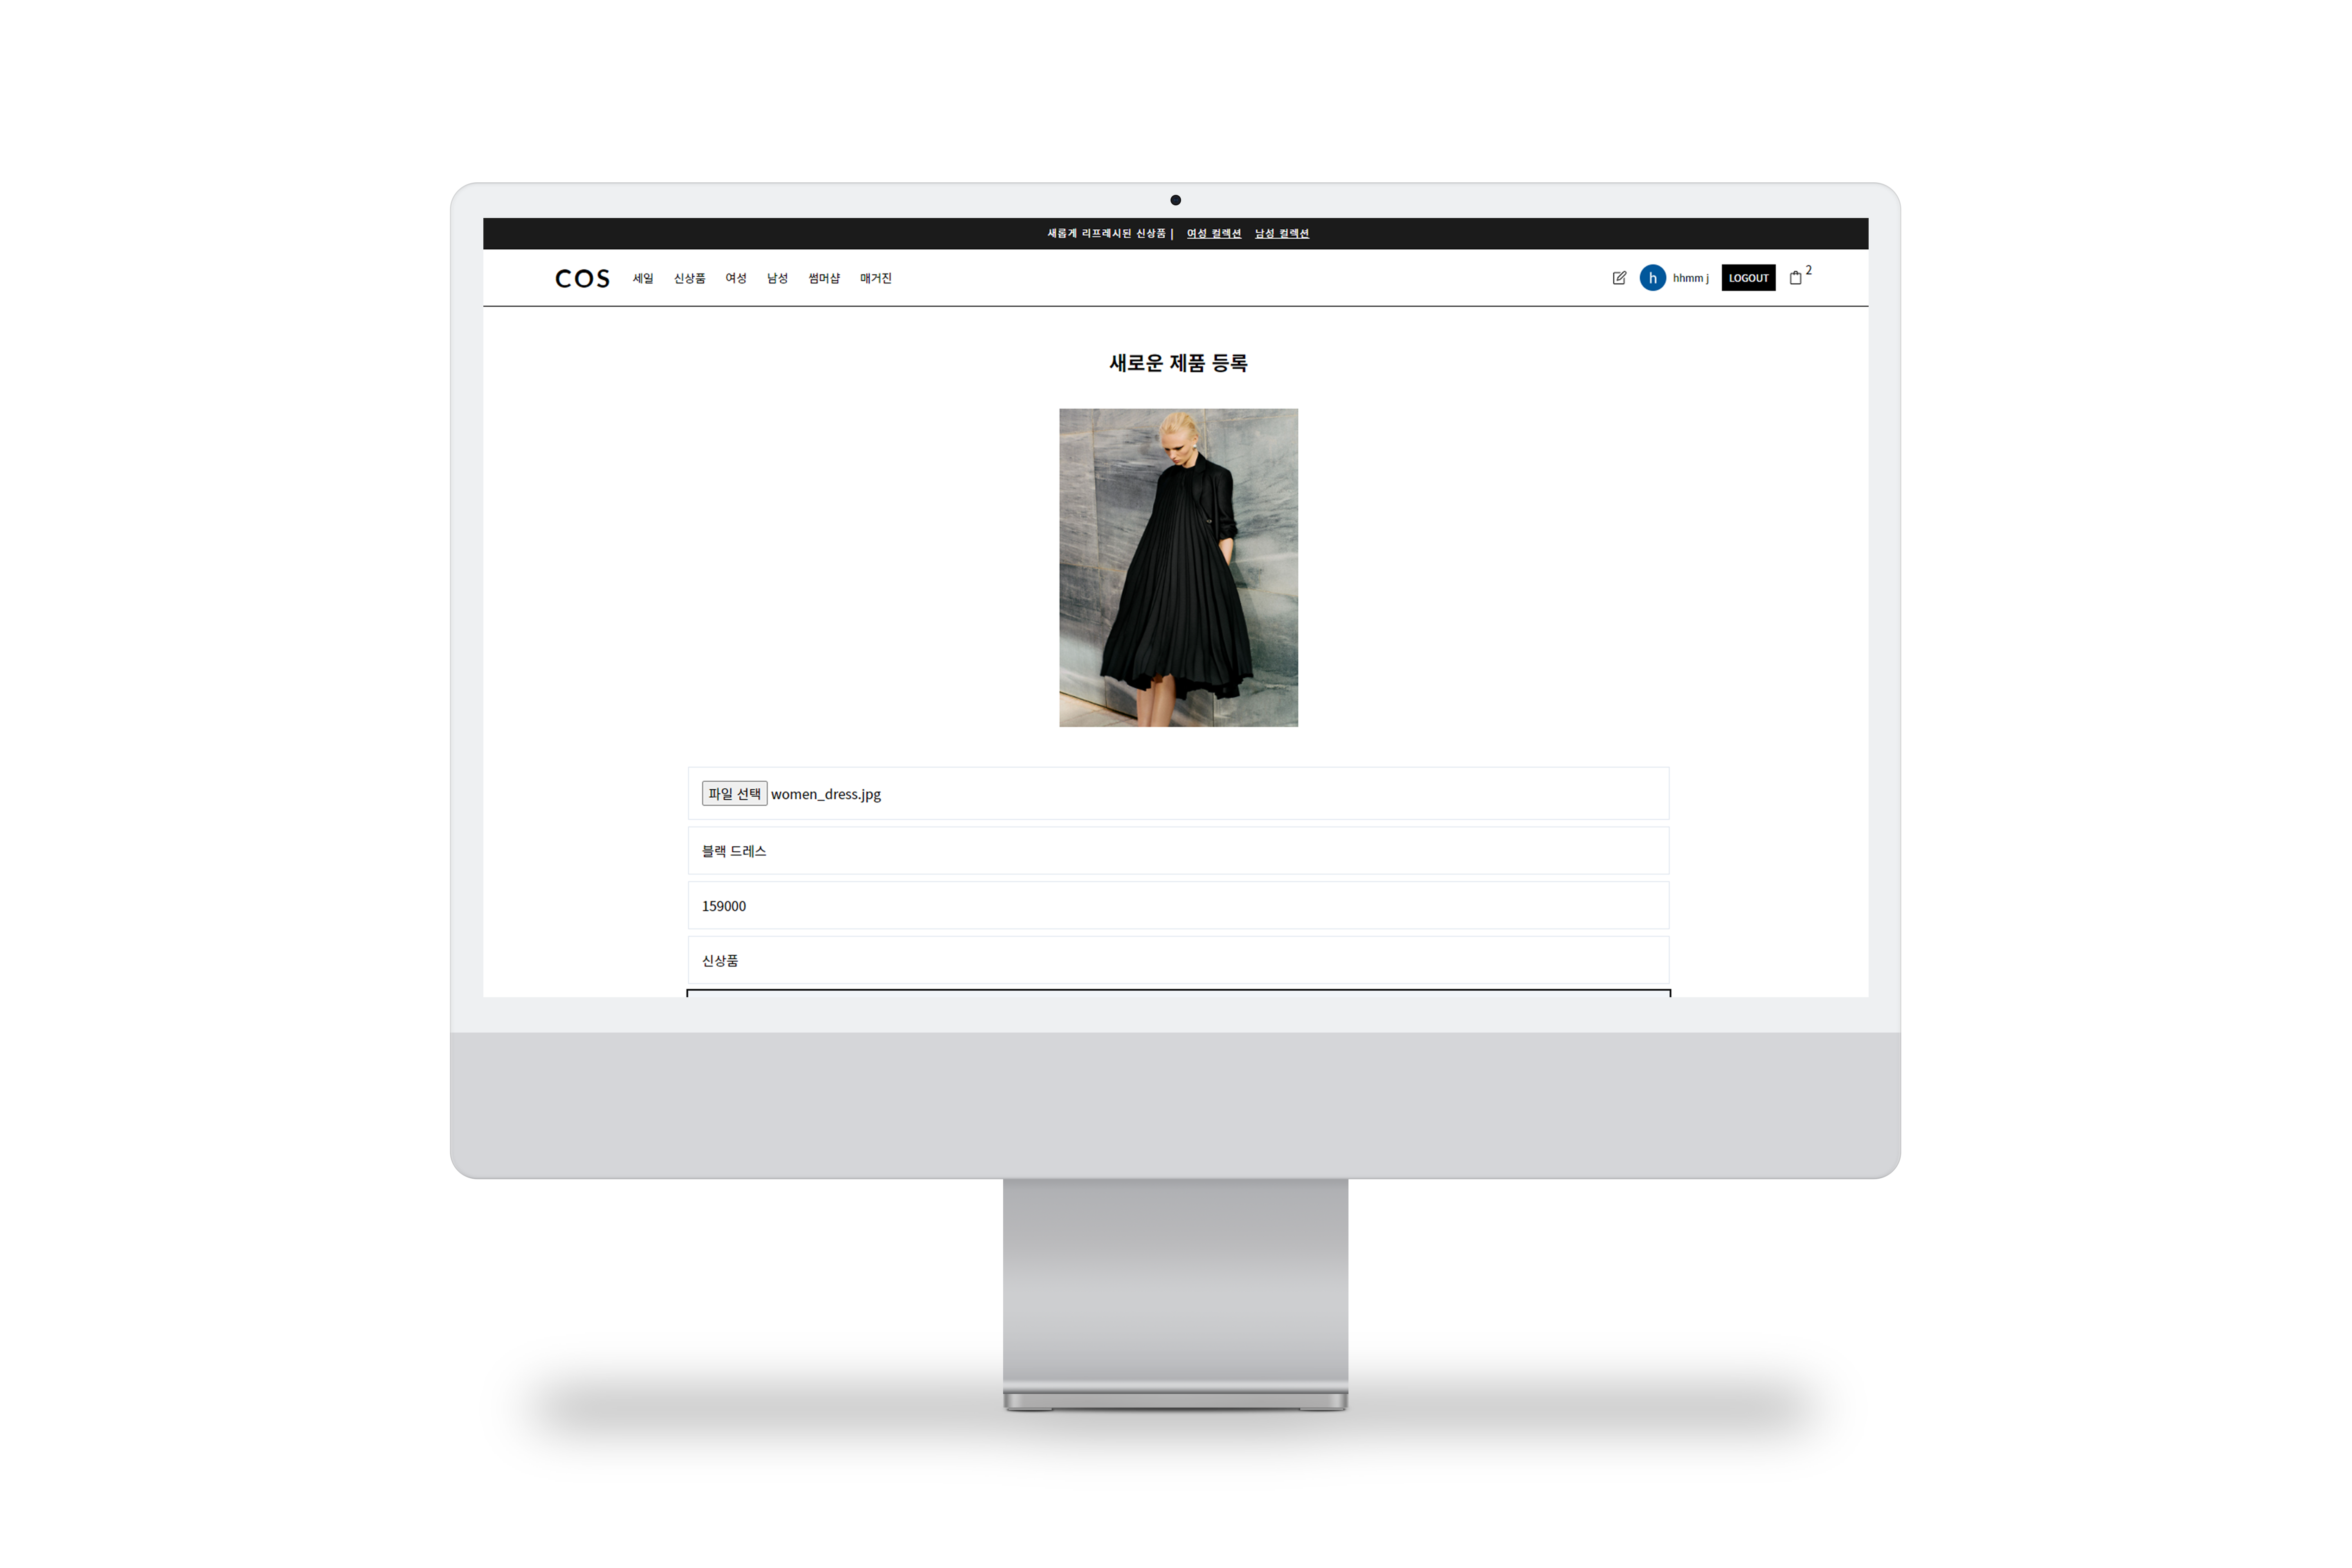 새롭게 리프레시된 신상품 | 여성 컬렉션 남성 컬렉션
COS 세일 신상품 여성 남성 썸머샵 매거진 h hhmm j LOGOUT 2
새로운 제품 등록
파일 선택 women_dress.jpg
블랙 드레스
159000
신상품